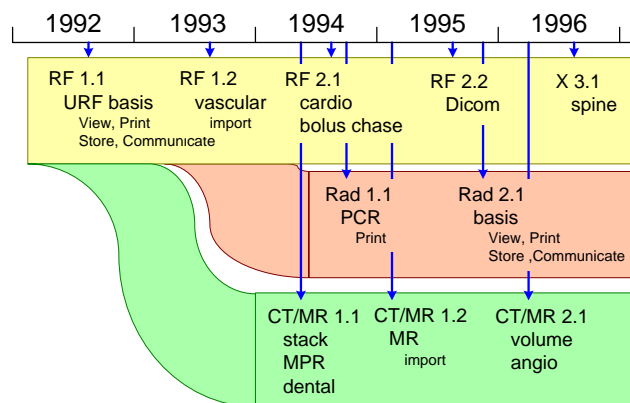 1992 1993 1994 1995 1996
RF 1.1
URF basis
View, Print
Store, Communicate
RF 1.2
vascular
import
RF 2.1
cardio
bolus chase
RF 2.2
Dicom
X 3.1
spine
Rad 1.1
PCR
Print
Rad 2.1
basis
View, Print
Store ,Communicate
CT/MR 1.1
stack
MPR
dental
CT/MR 1.2
MR
import
CT/MR 2.1
volume
angio